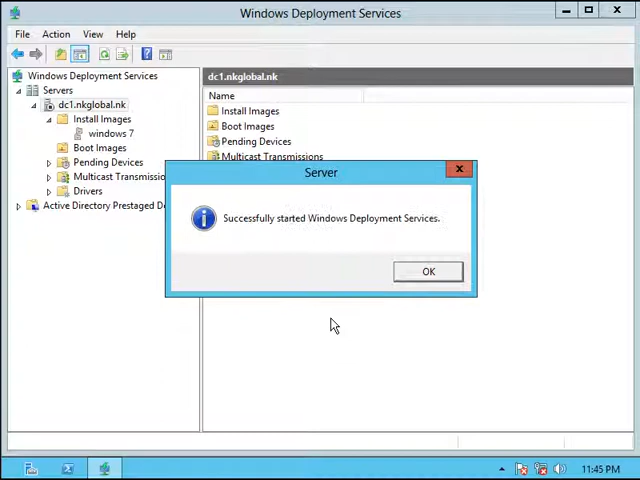 Windows Deployment Services
File Action View Help
Windows Deployment Services
Servers
dc1.nkglobal.nk
Install Images
windows 7
Boot Images
Pending Devices
Multicast Transmissio
Drivers
Active Directory Prestaged De
dc1.nkglobal.nk
Name
Install Images
Boot Images
Pending Devices
Multicast Transmissions
Server
Successfully started Windows Deployment Services.
OK
11:45 PM